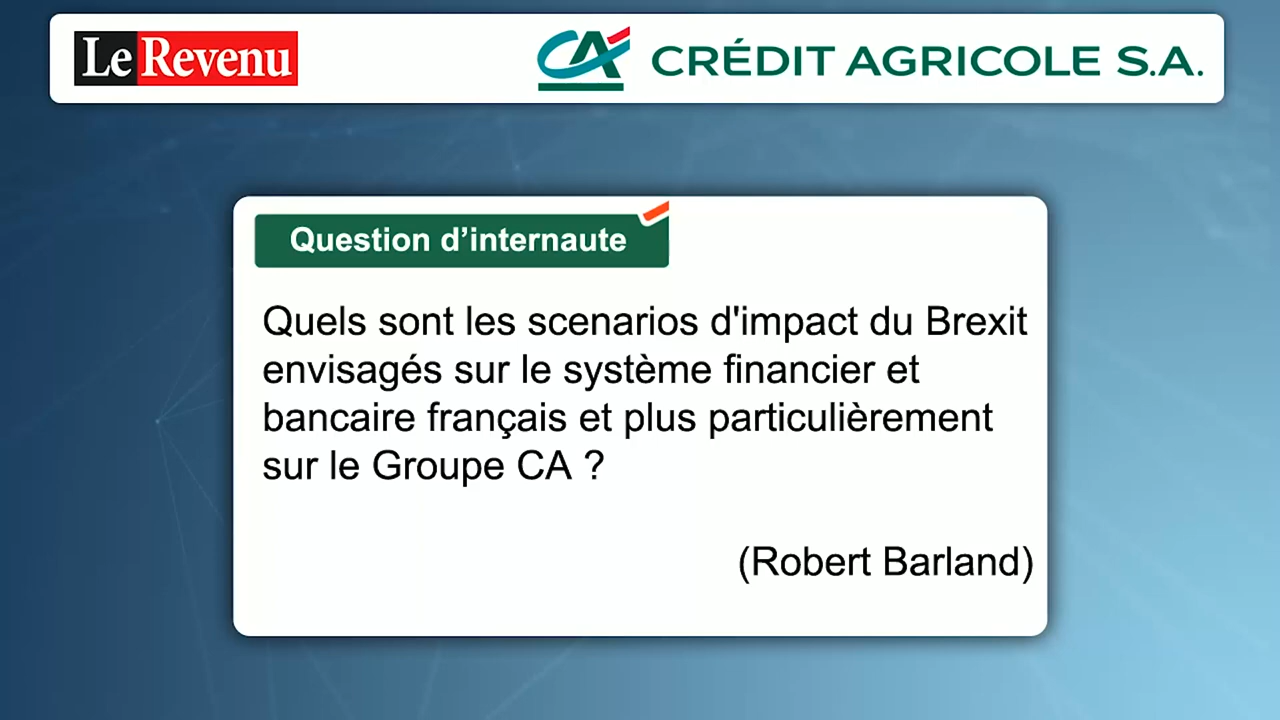 Le Revenu
CA CRÉDIT AGRICOLE S.A.
Question d’internaute
Quels sont les scenarios d'impact du Brexit
envisagés sur le système financier et
bancaire français et plus particulièrement
sur le Groupe CA ?
(Robert Barland)